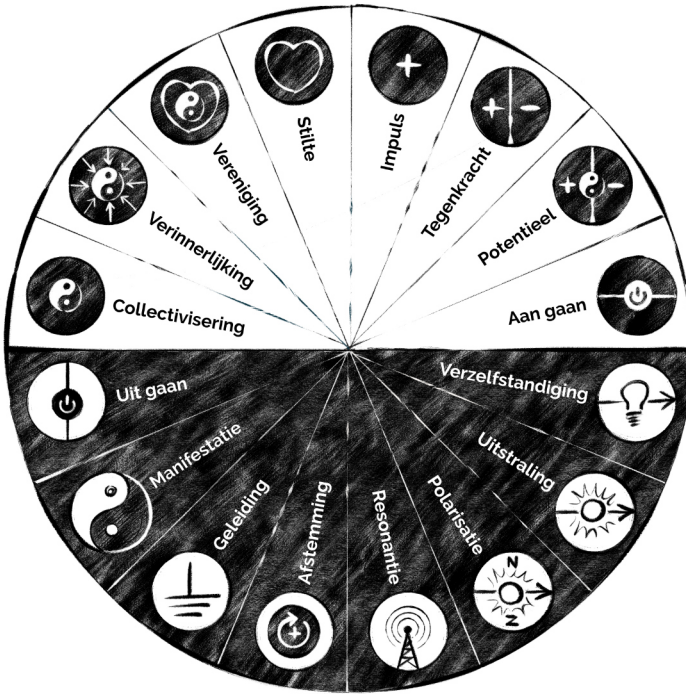 Impuls
+
Tegenkracht
+ -
Potentieel
+ -
Aan gaan
Verzelfstandiging
Uitstraling
Polarisatie
N
Z
Resonantie
Afstemming
+
Geleiding
Manifestatie
Uit gaan
Collectivisering
Verinnerlijking
Vereniging
Stilte